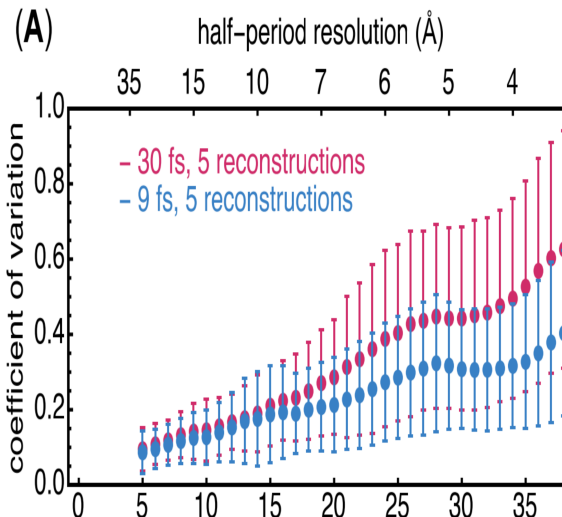 (A)
half-period resolution (Å)
35 15 10 7 6 5 4
1.0
0.8
0.6
0.4
0.2
0.0
coefficient of variation
– 30 fs, 5 reconstructions
– 9 fs, 5 reconstructions
0 5 10 15 20 25 30 35